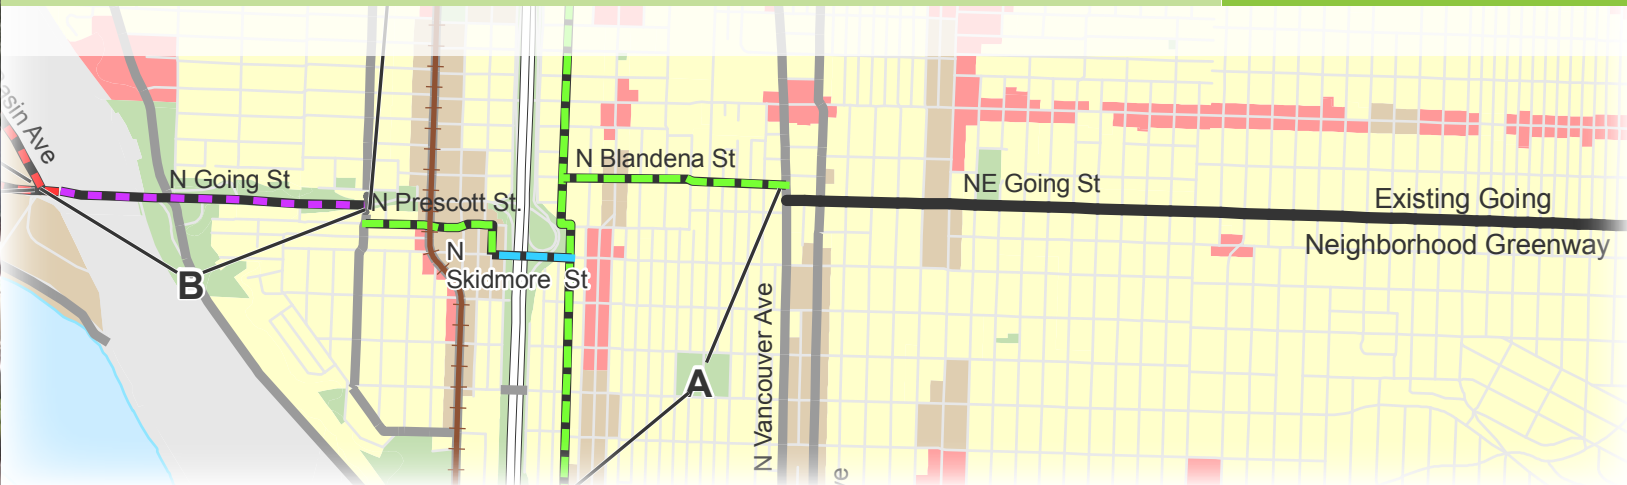 asin Ave
N Going St
N Blandena St
N Prescott St.
NE Going St
Existing Going
Neighborhood Greenway
N
Skidmore St
B
A
N Vancouver Ave
ve